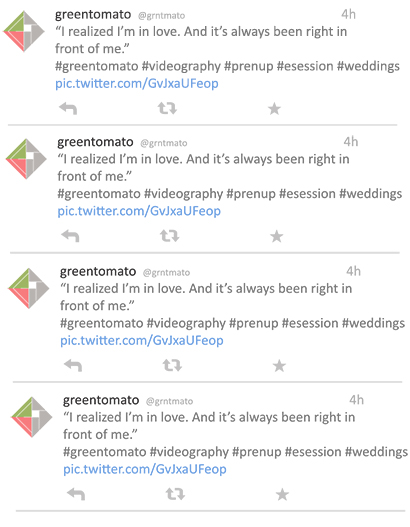 greentomato @grntmato 4h
“I realized I’m in love. And it’s always been right in
front of me.”
#greentomato #videography #prenup #esession #weddings
pic.twitter.com/GvJxaUFeop
greentomato @grntmato 4h
“I realized I’m in love. And it’s always been right in
front of me.”
#greentomato #videography #prenup #esession #weddings
pic.twitter.com/GvJxaUFeop
greentomato @grntmato 4h
“I realized I’m in love. And it’s always been right in
front of me.”
#greentomato #videography #prenup #esession #weddings
pic.twitter.com/GvJxaUFeop
greentomato @grntmato 4h
“I realized I’m in love. And it’s always been right in
front of me.”
#greentomato #videography #prenup #esession #weddings
pic.twitter.com/GvJxaUFeop